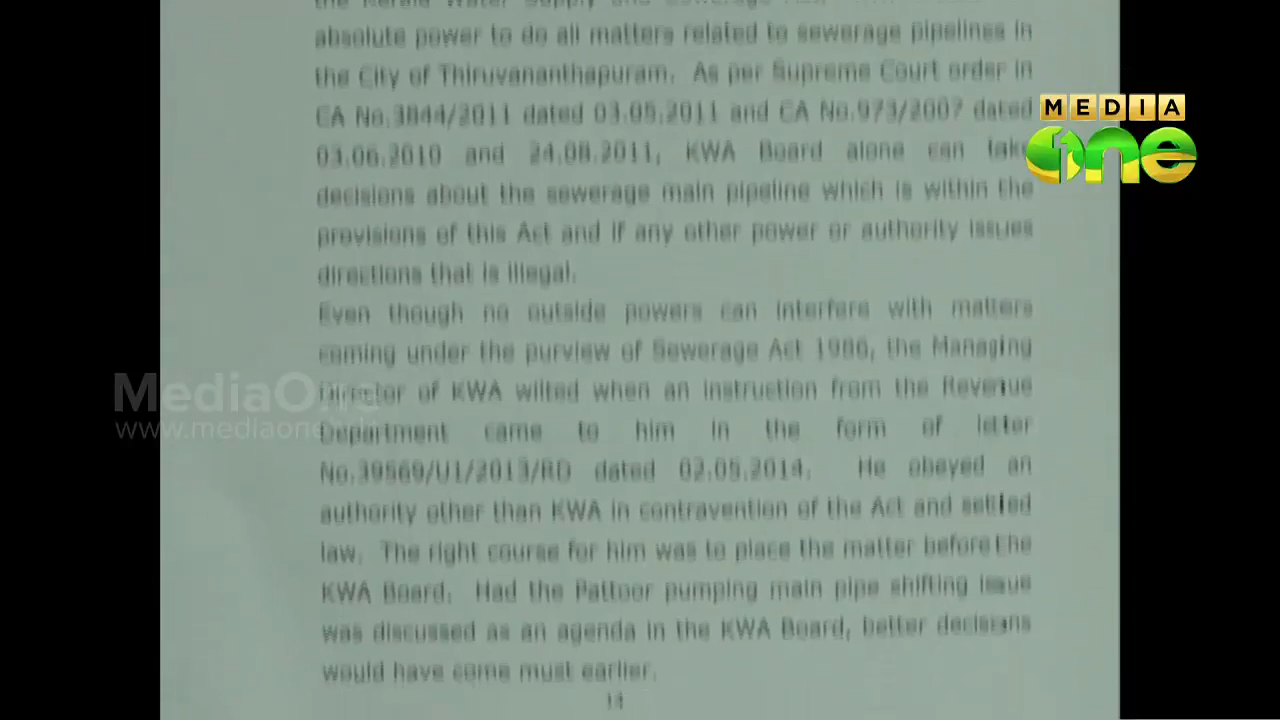 the Kerala Water Supply and Sewerage
absolute power to do all matters related to sewerage pipelines in
the City of Thiruvananthapuram. As per Supreme Court order in
CA No.3844/2011 dated 03.05.2011 and CA No.973/2007 dated
03.06.2010 and 24.08.2011, KWA Board alone can take
decisions about the sewerage main pipeline which is within the
provisions of this Act and if any other power or authority issues
directions that is illegal.
Even though no outside powers can interfere with matters
coming under the purview of Sewerage Act 1986, the Managing
Director of KWA wilted when an instruction from the Revenue
Department came to him in the form of letter
No.39569/U1/2013/RD dated 02.05.2014. He obeyed an
authority other than KWA in contravention of the Act and settled
law. The right course for him was to place the matter before the
KWA Board. Had the Pattoor pumping main pipe shifting issue
was discussed as an agenda in the KWA Board, better decisions
would have come must earlier.
MEDIA
one
MediaOne
www.mediaone